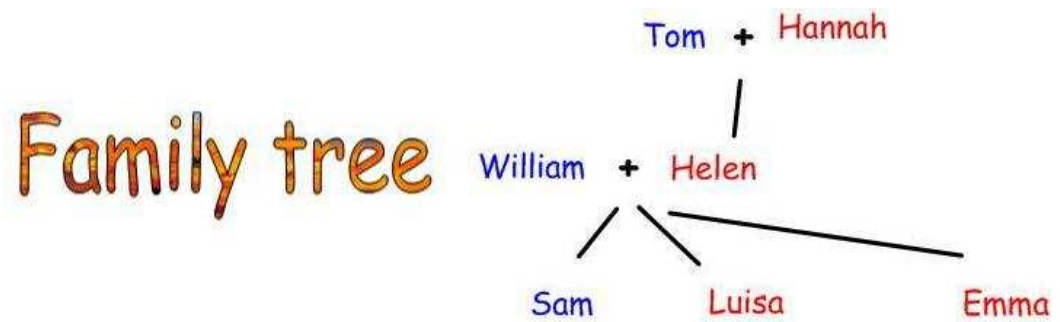 Tom + Hannah
Family tree
William + Helen
Sam Luisa Emma